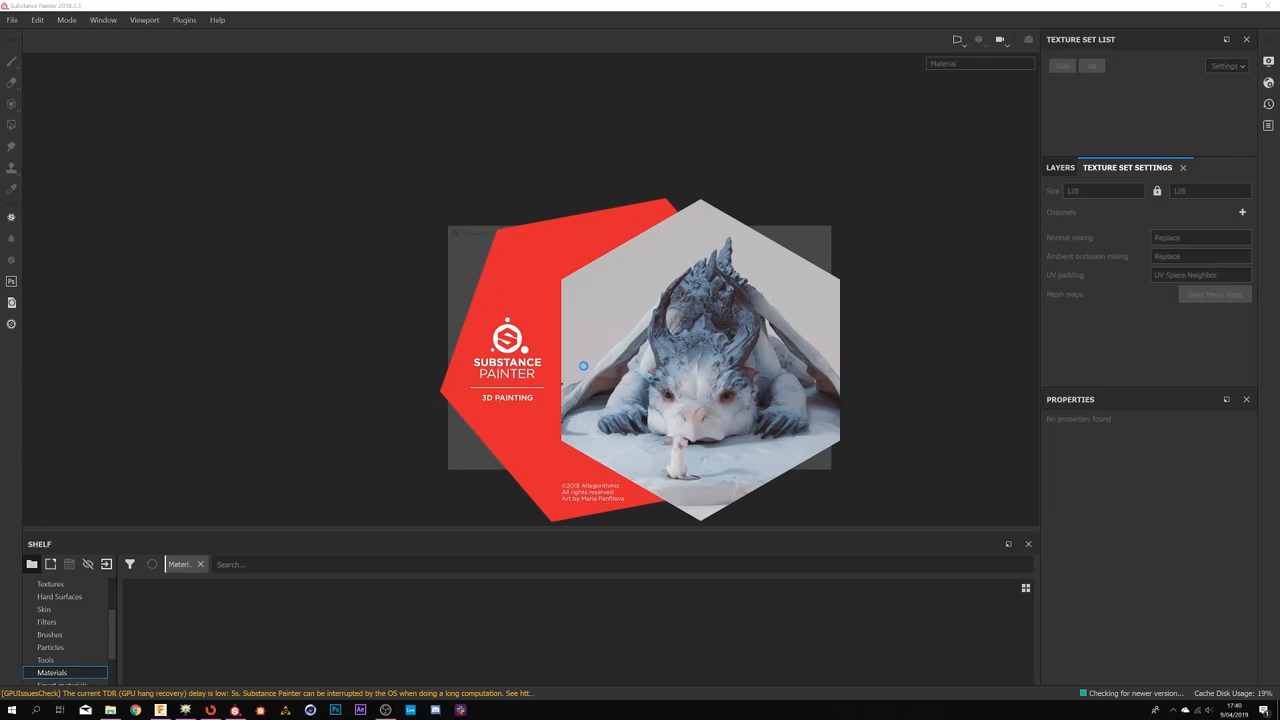 Substance Painter 2018.3.3
File Edit Mode Window Viewport Plugins Help
Material
TEXTURE SET LIST
Solo All Settings
LAYERS TEXTURE SET SETTINGS
Size 128 128
Channels
Normal mixing Replace
Ambient occlusion mixing Replace
UV padding UV Space Neighbor
Mesh maps Bake Mesh Maps
PROPERTIES
No properties found
SUBSTANCE
PAINTER
3D PAINTING
©2018 Allegorithmic
All rights reserved
Art by Maria Panfilova
Ps
SHELF
Materi.. Search...
Textures
Hard Surfaces
Skin
Filters
Brushes
Particles
Tools
Materials
Smart materials
[GPUIssuesCheck] The current TDR (GPU hang recovery) delay is low: 5s. Substance Painter can be interrupted by the OS when doing a long computation. See htt...
Checking for newer version... Cache Disk Usage: 19%
17:40
9/04/2019